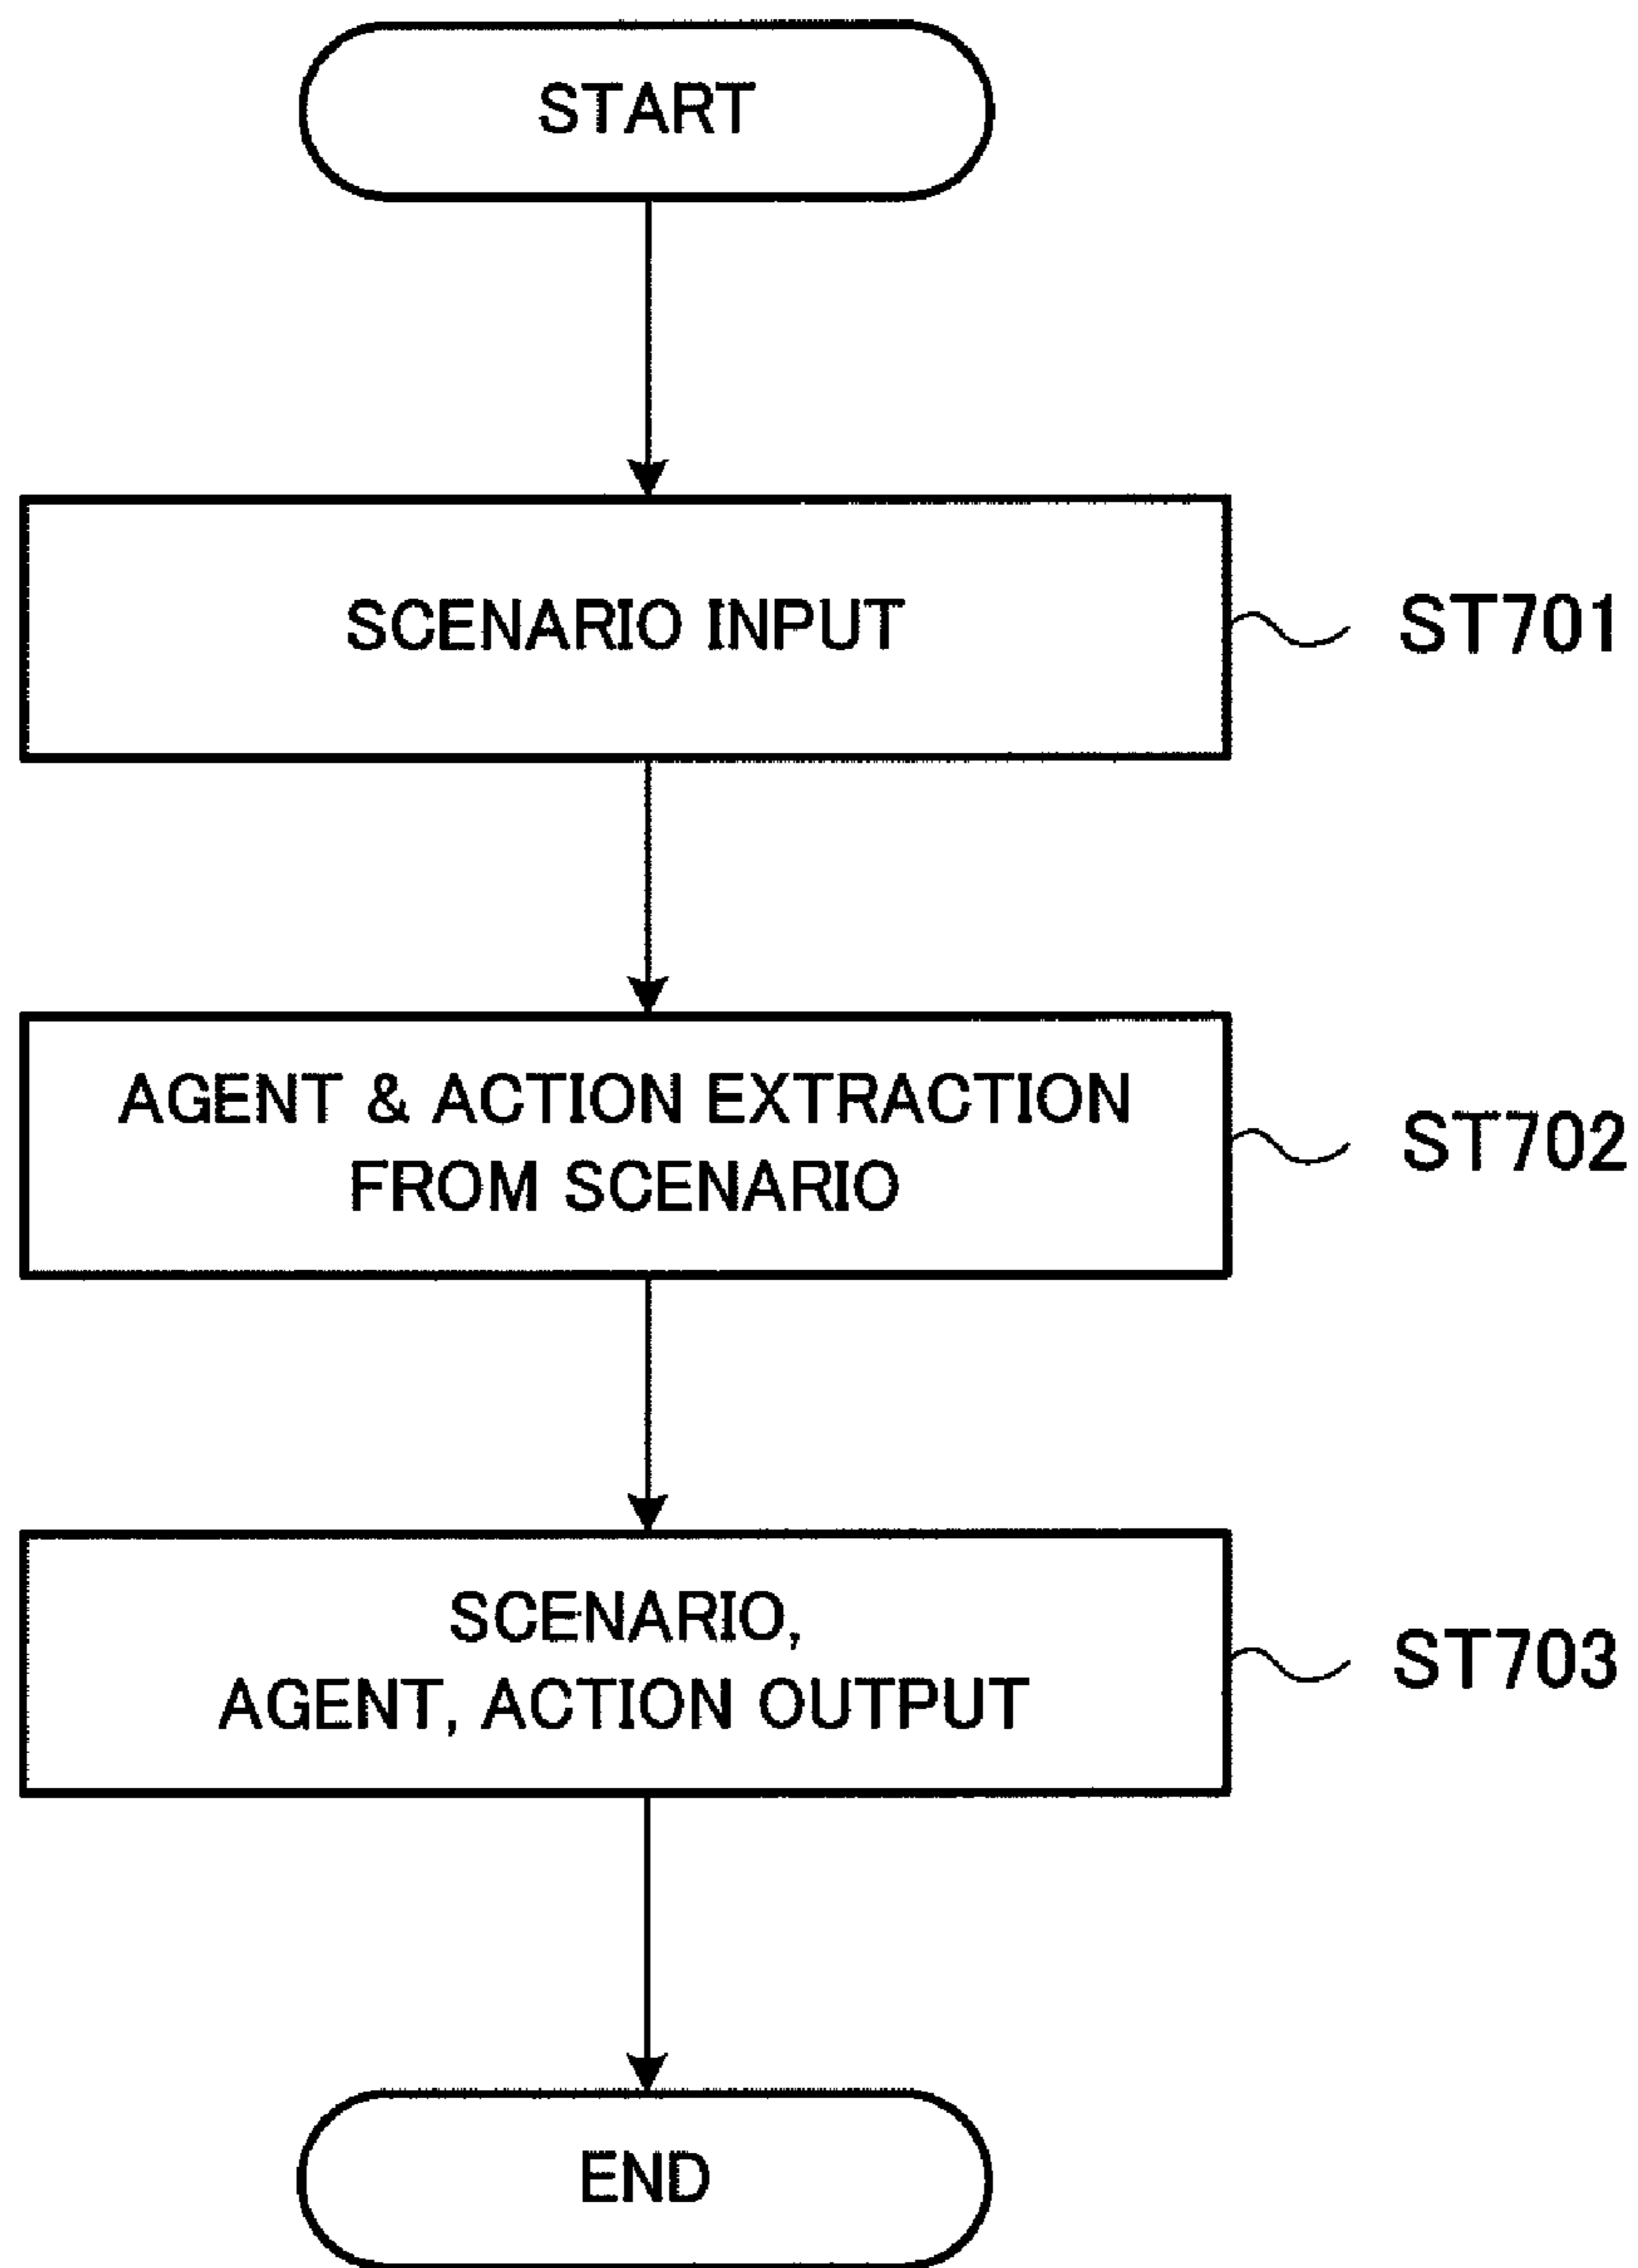 START
SCENARIO INPUT
ST701
AGENT & ACTION EXTRACTION
FROM SCENARIO
ST702
SCENARIO,
AGENT, ACTION OUTPUT
ST703
END